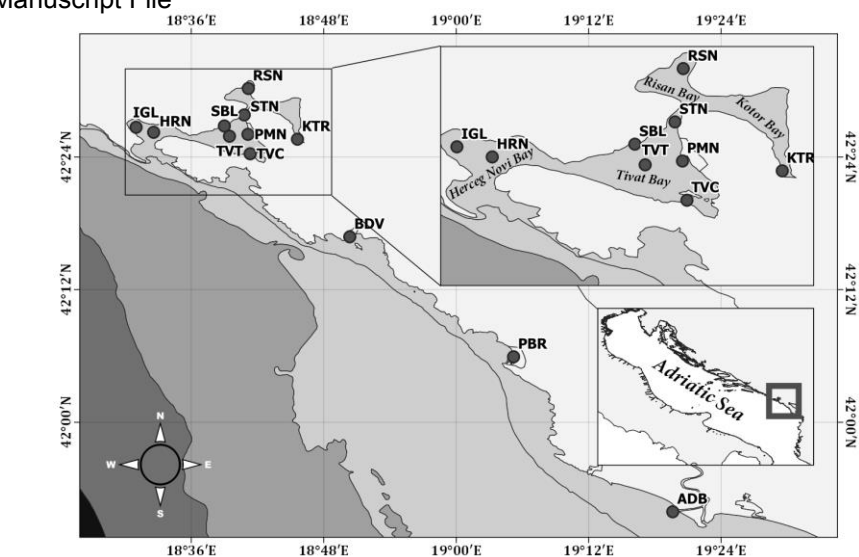 Manuscript File
18°36′E
18°48′E
19°00′E
19°12′E
19°24′E
RSN
IGL
HRN
SBL
STN
KTR
TVT
PMN
TVC
42°24′N
BDV
42°12′N
PBR
42°00′N
N
W
E
S
ADB
RSN
Risan Bay
Kotor Bay
STN
IGL
HRN
SBL
TVT
PMN
KTR
Herceg Novi Bay
Tivat Bay
TVC
42°24′N
42°12′N
Adriatic Sea
42°00′N
18°36′E
18°48′E
19°00′E
19°12′E
19°24′E